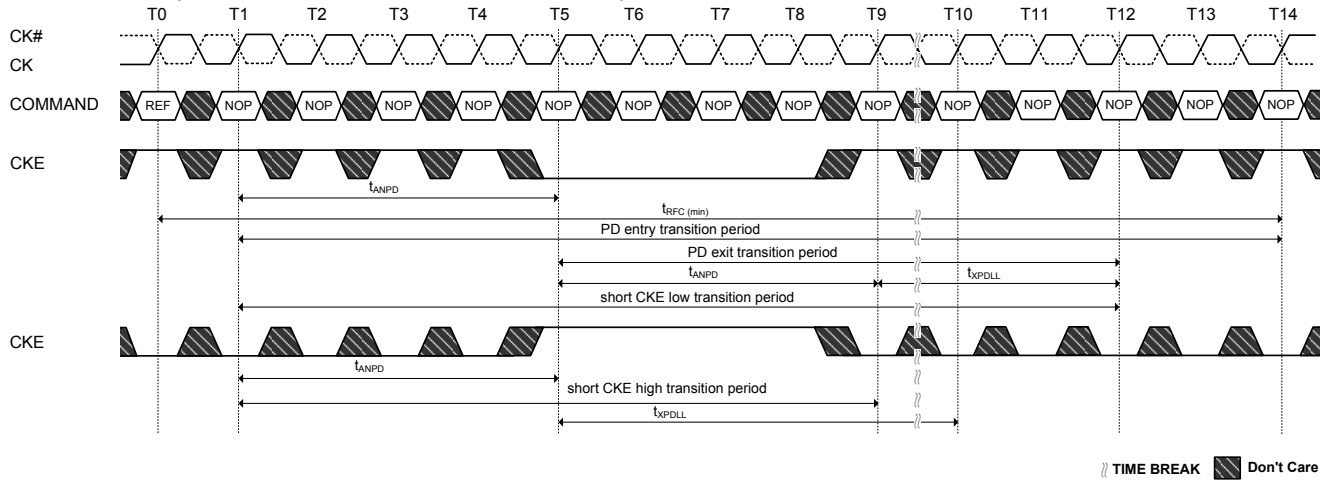 T0 T1 T2 T3 T4 T5 T6 T7 T8 T9 T10 T11 T12 T13 T14
CK#
CK
COMMAND REF NOP NOP NOP NOP NOP NOP NOP NOP NOP NOP NOP NOP NOP NOP
CKE
tANPD
tRFC (min)
PD entry transition period
PD exit transition period
tANPD tXPDLL
short CKE low transition period
CKE
tANPD
short CKE high transition period
tXPDLL
TIME BREAK Don't Care